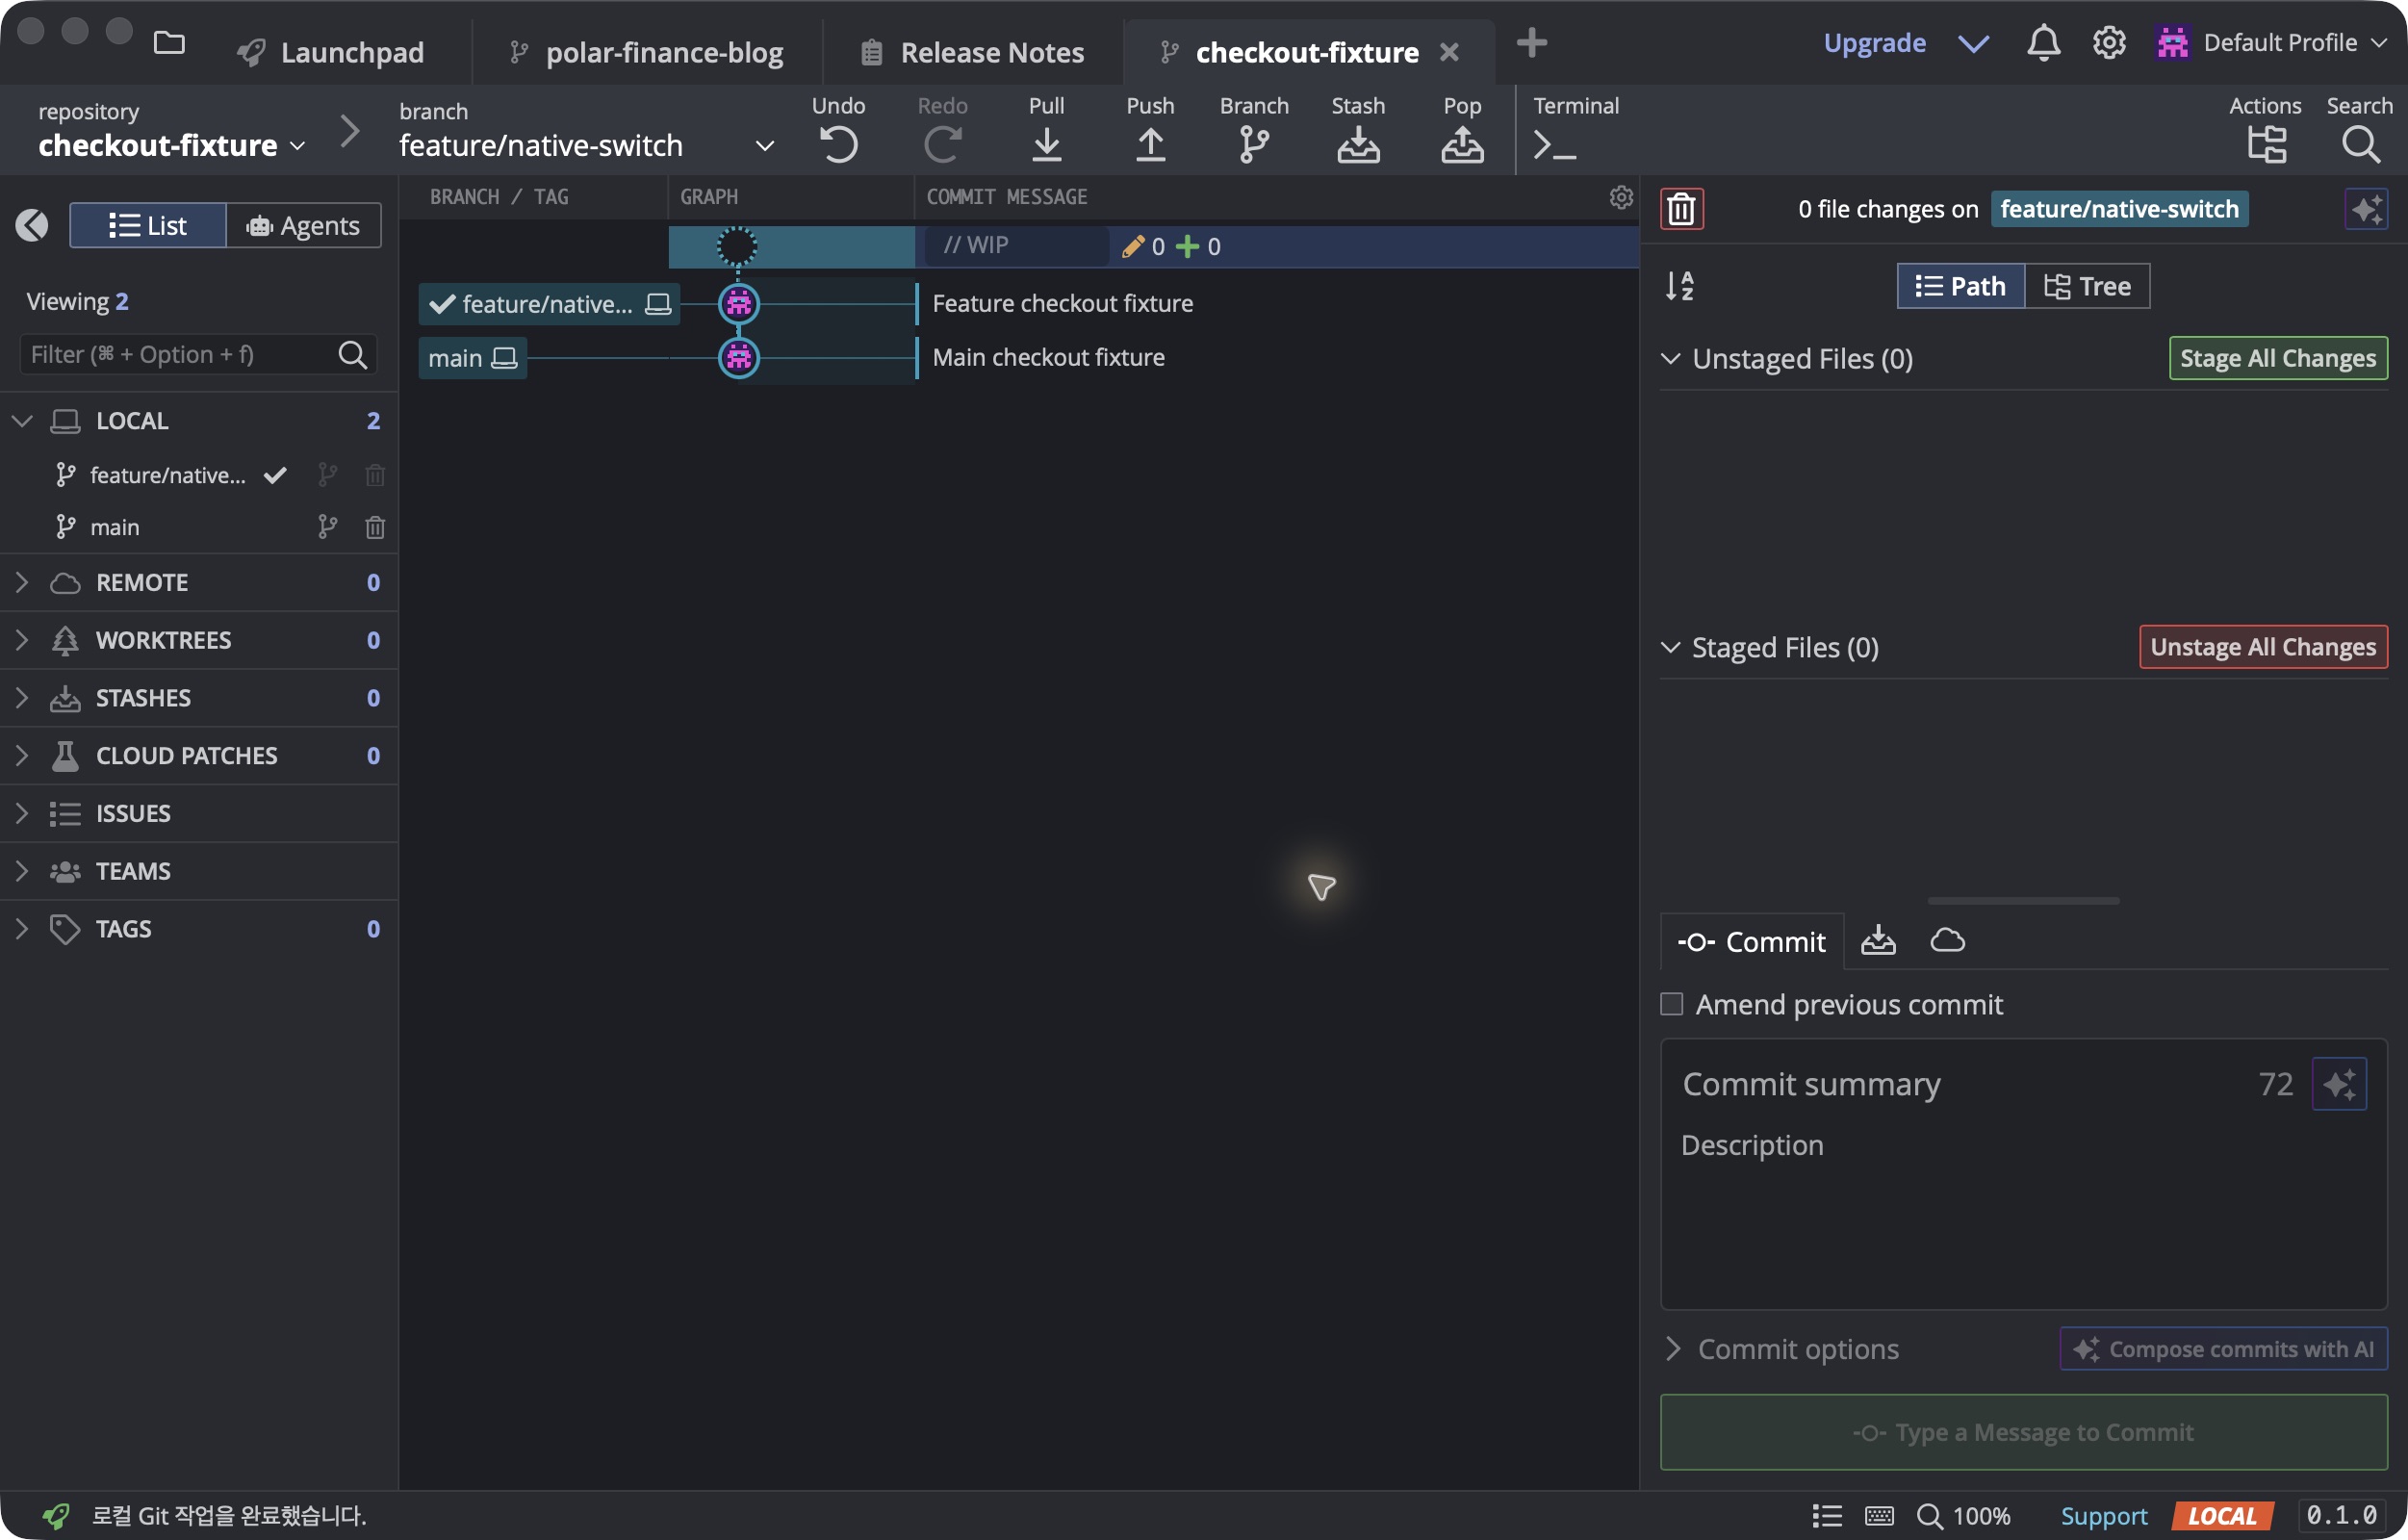 Launchpad
polar-finance-blog
Release Notes
checkout-fixture
Upgrade
Default Profile
repository
checkout-fixture
branch
feature/native-switch
Undo
Redo
Pull
Push
Branch
Stash
Pop
Terminal
Actions
Search
List
Agents
Viewing 2
Filter (⌘ + Option + f)
LOCAL 2
feature/native...
main
REMOTE 0
WORKTREES 0
STASHES 0
CLOUD PATCHES 0
ISSUES
TEAMS
TAGS 0
BRANCH / TAG
GRAPH
COMMIT MESSAGE
// WIP
0
0
feature/native...
Feature checkout fixture
main
Main checkout fixture
0 file changes on feature/native-switch
Path
Tree
Unstaged Files (0)
Stage All Changes
Staged Files (0)
Unstage All Changes
Commit
Amend previous commit
Commit summary
72
Description
Commit options
Compose commits with AI
Type a Message to Commit
로컬 Git 작업을 완료했습니다.
100%
Support
LOCAL
0.1.0